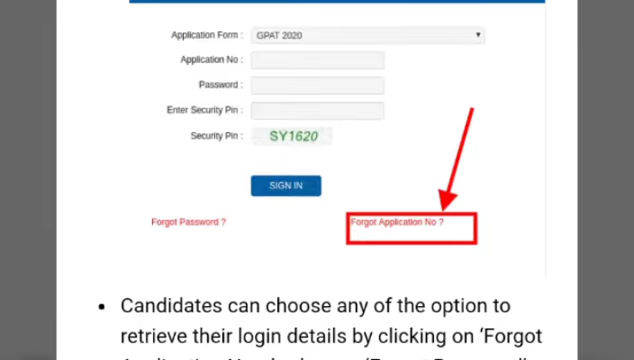 Application Form : GPAT 2020
Application No :
Password :
Enter Security Pin :
Security Pin : SY1620
SIGN IN
Forgot Password ? Forgot Application No ?
• Candidates can choose any of the option to
retrieve their login details by clicking on ‘Forgot